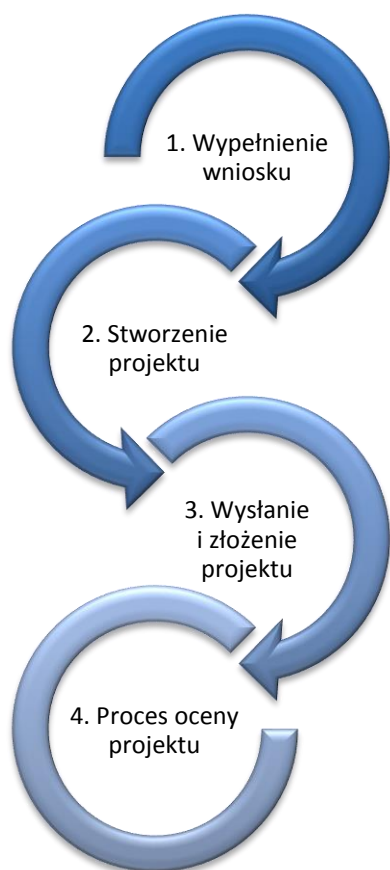 1. Wypełnienie
wniosku
2. Stworzenie
projektu
3. Wysłanie
i złożenie
projektu
4. Proces oceny
projektu